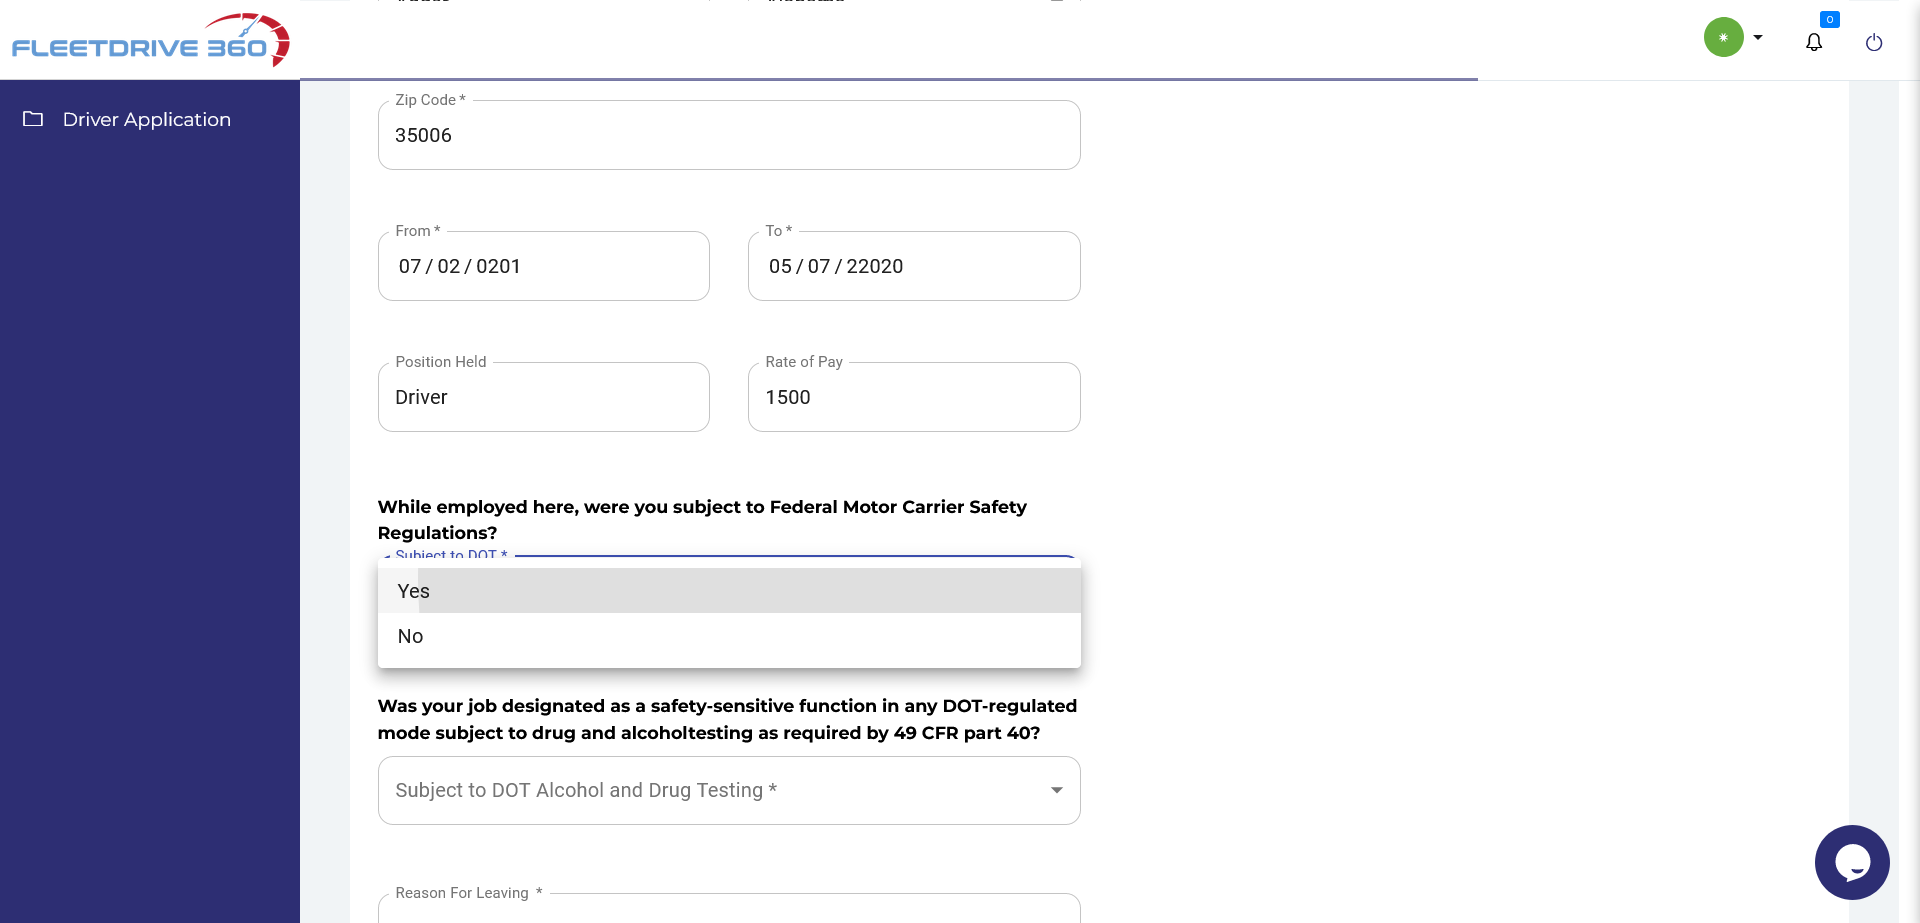 FLEETDRIVE 360
0
Driver Application
Zip Code *
35006
From *
To *
07 / 02 / 0201
05 / 07 / 22020
Position Held
Rate of Pay
Driver
1500
While employed here, were you subject to Federal Motor Carrier Safety
Regulations?
Subject to DOT *
Yes
No
Was your job designated as a safety-sensitive function in any DOT-regulated
mode subject to drug and alcoholtesting as required by 49 CFR part 40?
Subject to DOT Alcohol and Drug Testing *
Reason For Leaving *